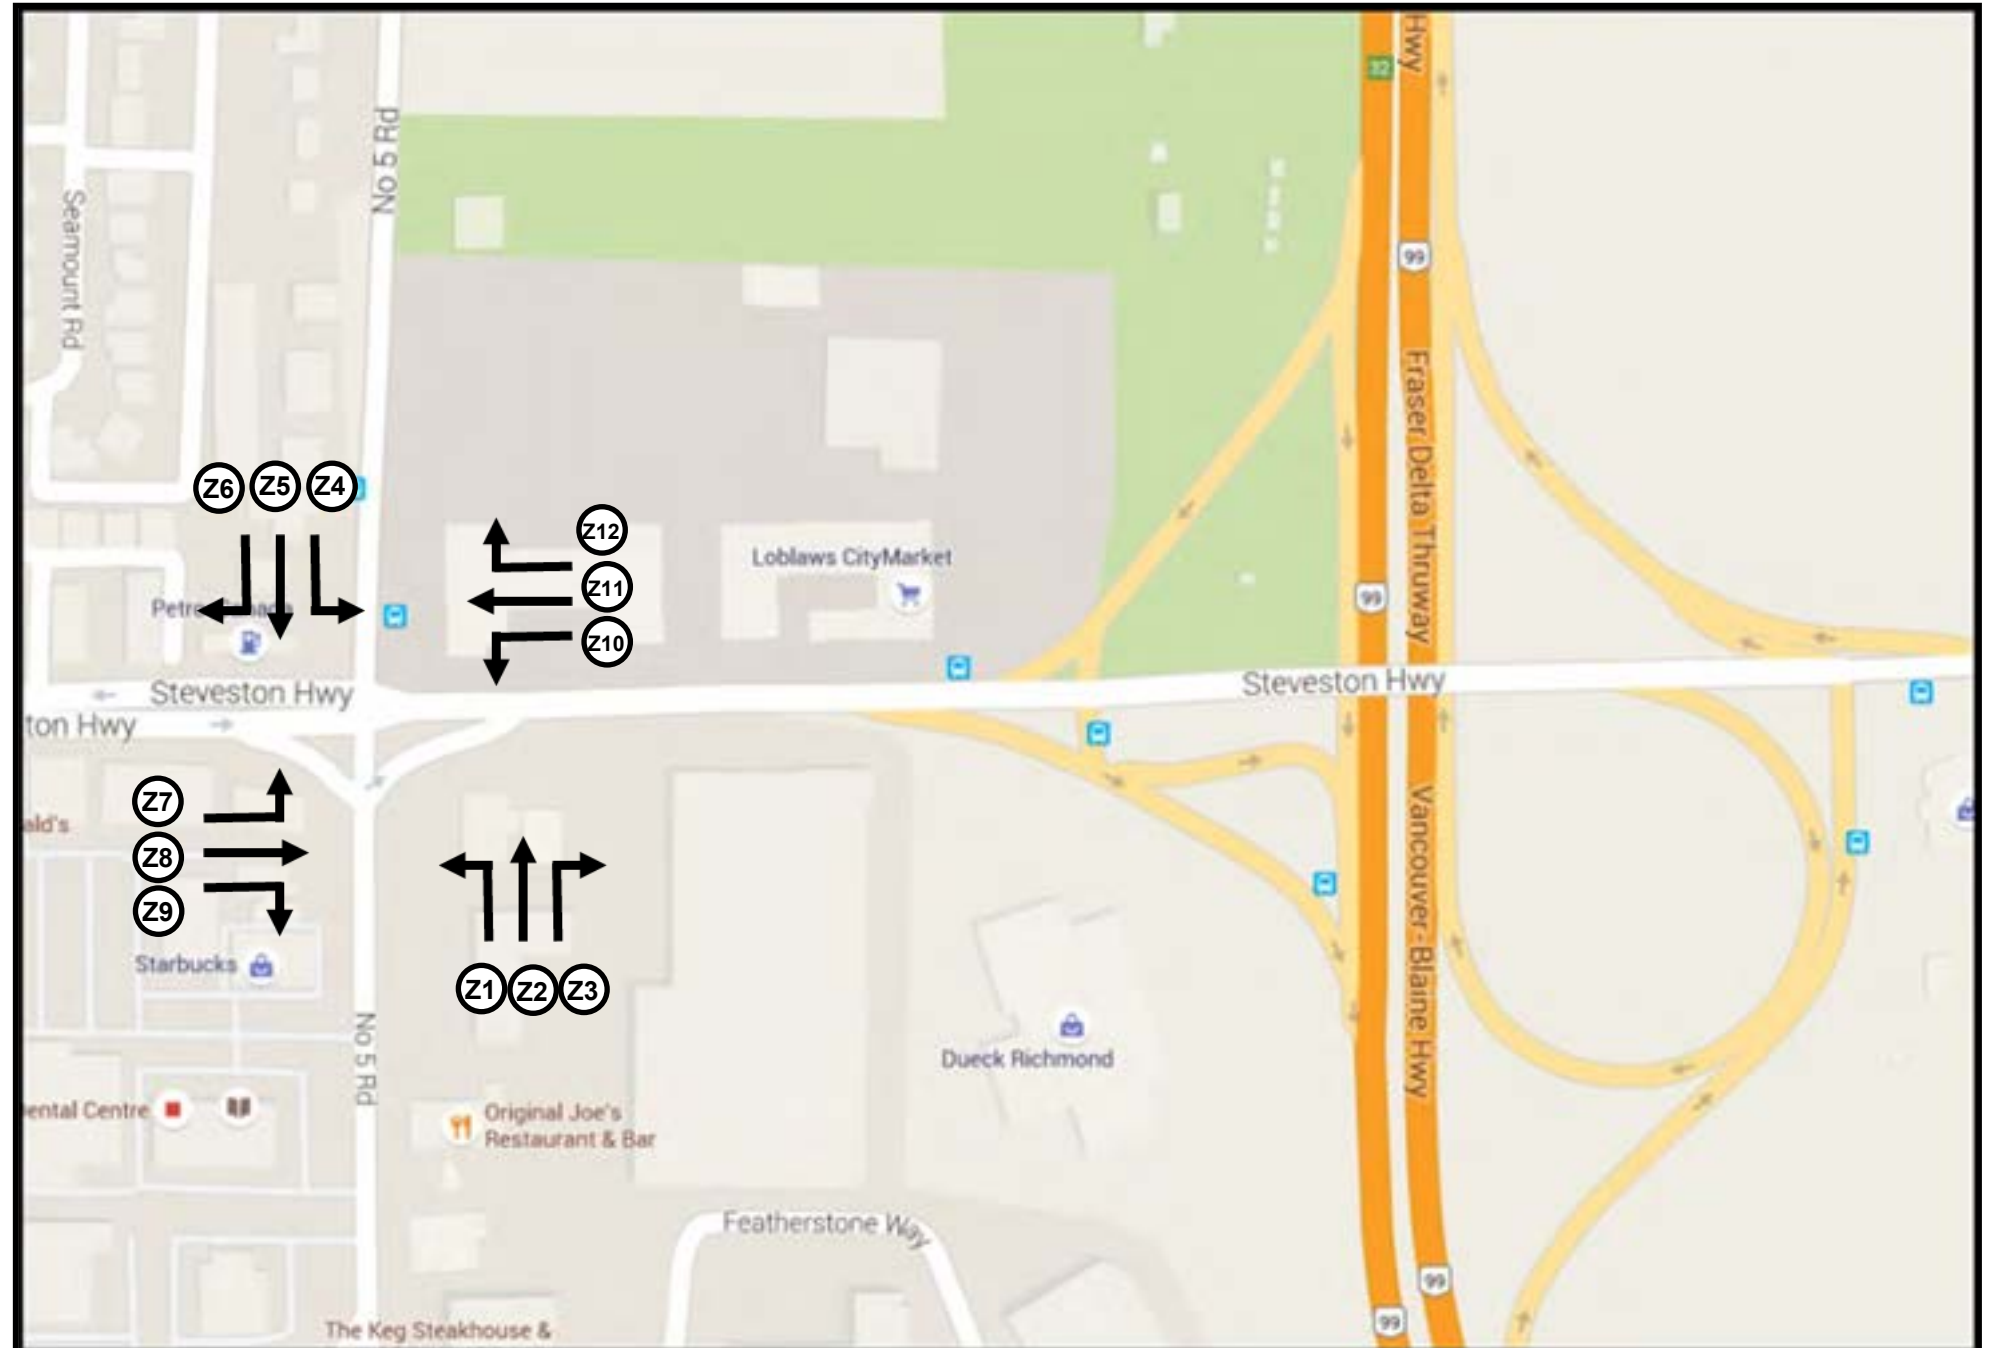 Hwy
32
No 5 Rd
Seamount Rd
99
Fraser Delta Thruway
Z6 Z5 Z4
Z12
Loblaws CityMarket
Z11
99
Z10
Steveston Hwy
Steveston Hwy
ton Hwy
Z7
ald's
Z8
Z9
Vancouver-Blaine Hwy
Starbucks
Z1 Z2 Z3
No 5 Rd
Dueck Richmond
ental Centre
Original Joe's
Restaurant & Bar
Featherstone Way
99
99
The Keg Steakhouse &